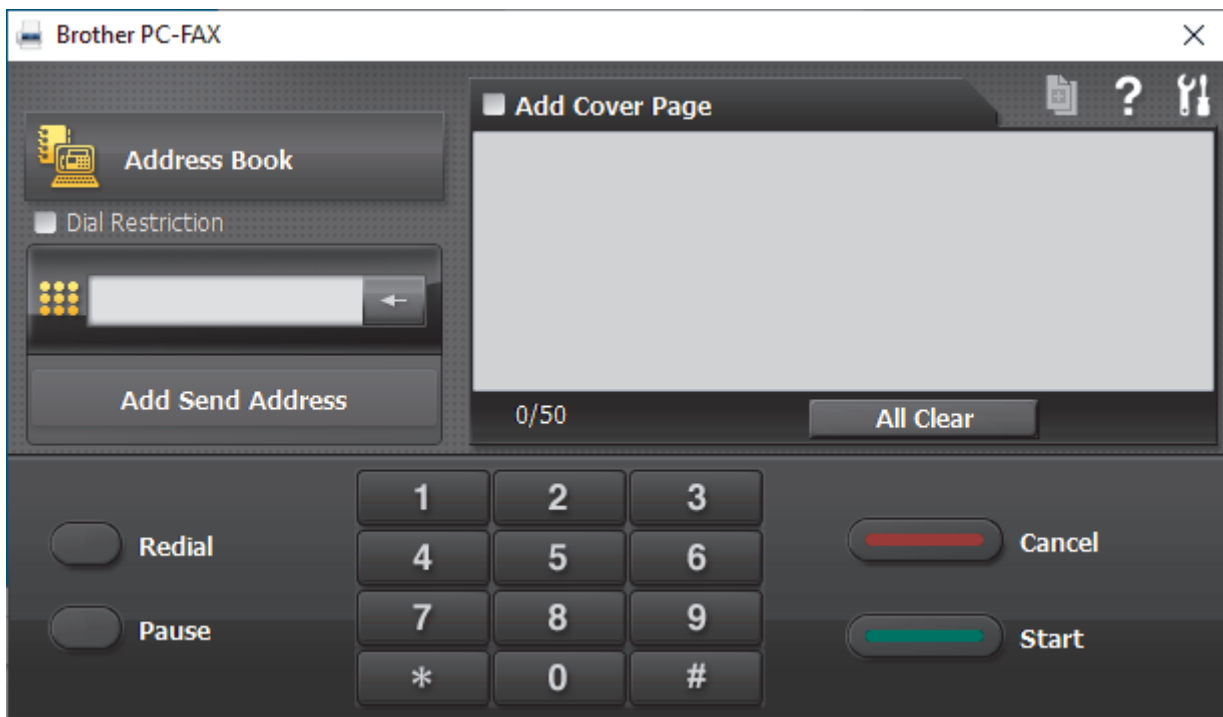 Brother PC-FAX
Address Book
Dial Restriction
Add Send Address
Add Cover Page
?
0/50
All Clear
Redial
Pause
1 2 3
4 5 6
7 8 9
* 0 #
Cancel
Start